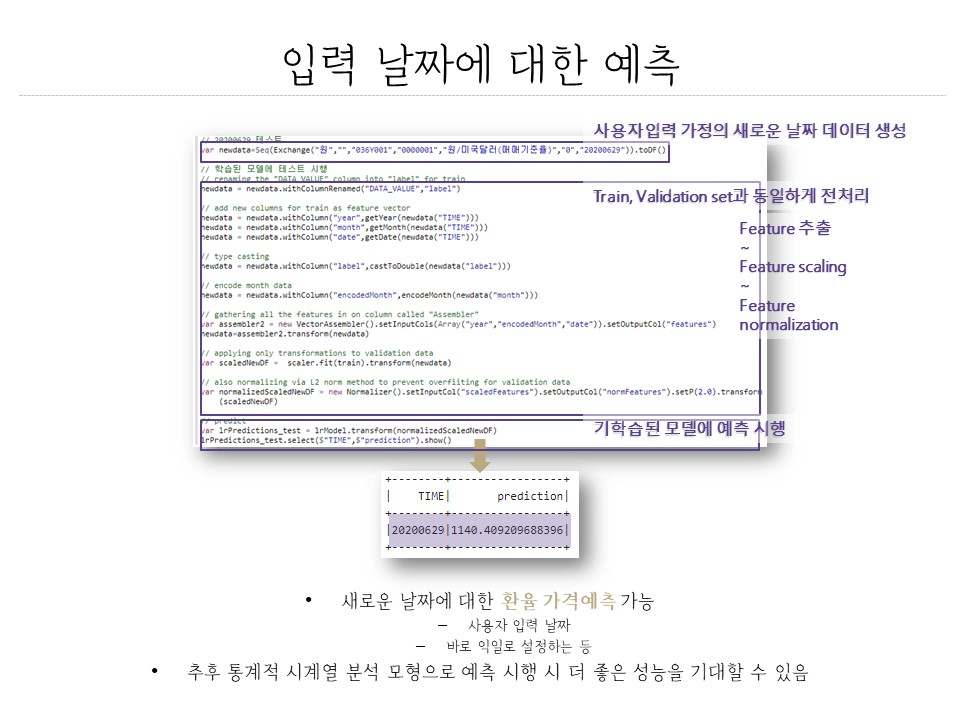 입력 날짜에 대한 예측
사용자입력 가정의 새로운 날짜 데이터 생성
// 20200629 테스트
var newdata=Seq(Exchange("원","","036Y001","0000001","원/미국달러(매매기준율)","0","20200629")).toDF()
// 학습된 모델에 테스트 시행
// renaming the "DATA_VALUE" column into "label" for train
newdata = newdata.withColumnRenamed("DATA_VALUE","label")
Train, Validation set과 동일하게 전처리
// add new columns for train as feature vector
newdata = newdata.withColumn("year",getYear(newdata("TIME")))
newdata = newdata.withColumn("month",getMonth(newdata("TIME")))
newdata = newdata.withColumn("date",getDate(newdata("TIME")))
Feature 추출
~
Feature scaling
~
Feature
normalization
// type casting
newdata = newdata.withColumn("label",castToDouble(newdata("label")))
// encode month data
newdata = newdata.withColumn("encodedMonth",encodeMonth(newdata("month")))
// gathering all the features in on column called "Assembler"
var assembler2 = new VectorAssembler().setInputCols(Array("year","encodedMonth","date")).setOutputCol("features")
newdata=assembler2.transform(newdata)
// applying only transformations to validation data
var scaledNewDF =  scaler.fit(train).transform(newdata)
// also normalizing via L2 norm method to prevent overfiitting for validation data
var normalizedScaledNewDF = new Normalizer().setInputCol("scaledFeatures").setOutputCol("normFeatures").setP(2.0).transform
(scaledNewDF)
// predict
var lrPredictions_test = lrModel.transform(normalizedScaledNewDF)
lrPredictions_test.select($"TIME",$"prediction").show()
기학습된 모델에 예측 시행
+--------+-----------------+
|    TIME|       prediction|
+--------+-----------------+
|20200629|1140.409209688396|
+--------+-----------------+
• 새로운 날짜에 대한 환율 가격예측 가능
– 사용자 입력 날짜
– 바로 익일로 설정하는 등
• 추후 통계적 시계열 분석 모형으로 예측 시행 시 더 좋은 성능을 기대할 수 있음